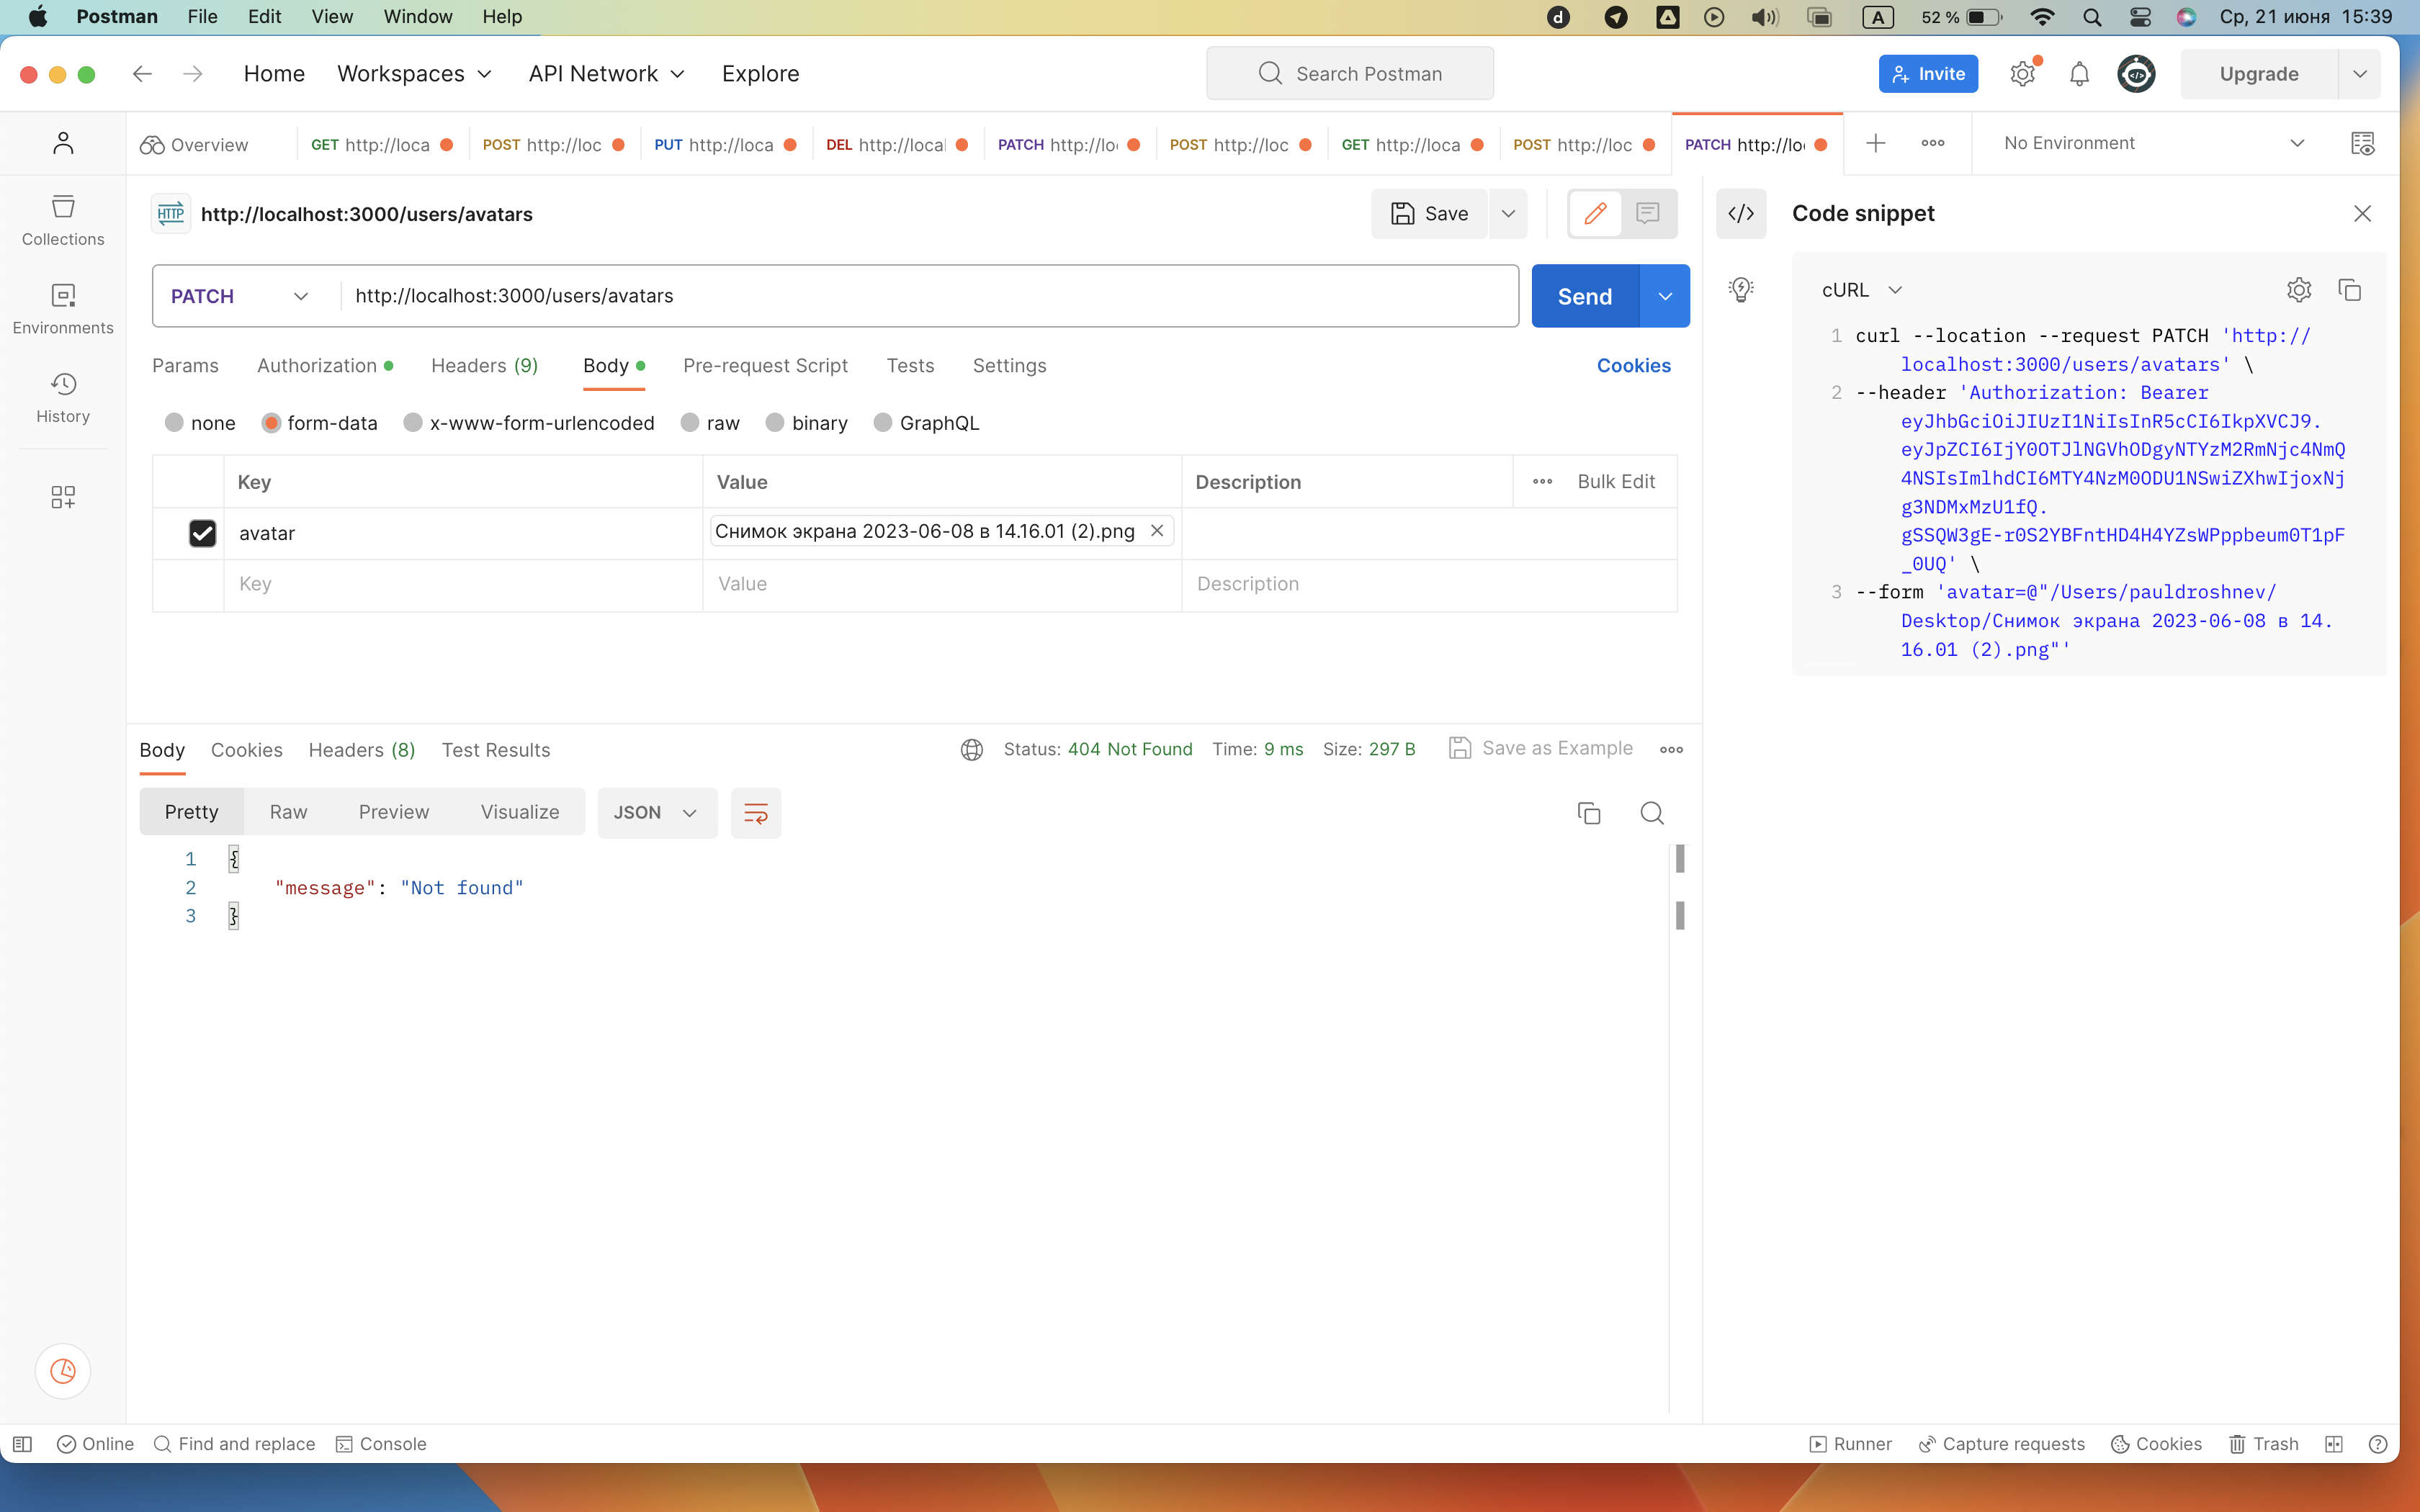 Postman File Edit View Window Help
d A 52 % Ср, 21 июня 15:39
Home Workspaces API Network Explore
Search Postman
Invite Upgrade
Overview
GET http://loca
POST http://loc
PUT http://loca
DEL http://local
PATCH http://lo
POST http://loc
GET http://loca
POST http://loc
PATCH http://lo
No Environment
Collections
Environments
History
HTTP http://localhost:3000/users/avatars
Save
PATCH http://localhost:3000/users/avatars
Send
Params Authorization Headers (9) Body Pre-request Script Tests Settings Cookies
none form-data x-www-form-urlencoded raw binary GraphQL
Key Value Description Bulk Edit
avatar Снимок экрана 2023-06-08 в 14.16.01 (2).png
Key Value Description
Body Cookies Headers (8) Test Results
Status: 404 Not Found Time: 9 ms Size: 297 B Save as Example
Pretty Raw Preview Visualize JSON
1 {
2 "message": "Not found"
3 }
Code snippet
cURL
1 curl --location --request PATCH 'http://
localhost:3000/users/avatars' \
2 --header 'Authorization: Bearer
eyJhbGciOiJIUzI1NiIsInR5cCI6IkpXVCJ9.
eyJpZCI6IjY0OTJlNGVhODgyNTYzM2RmNjc4NmQ
4NSIsImlhdCI6MTY4NzM0ODU1NSwiZXhwIjoxNj
g3NDMxMzU1fQ.
gSSQW3gE-r0S2YBFntHD4H4YZsWPppbeum0T1pF
_0UQ' \
3 --form 'avatar=@"/Users/pauldroshnev/
Desktop/Снимок экрана 2023-06-08 в 14.
16.01 (2).png"'
Online Find and replace Console
Runner Capture requests Cookies Trash